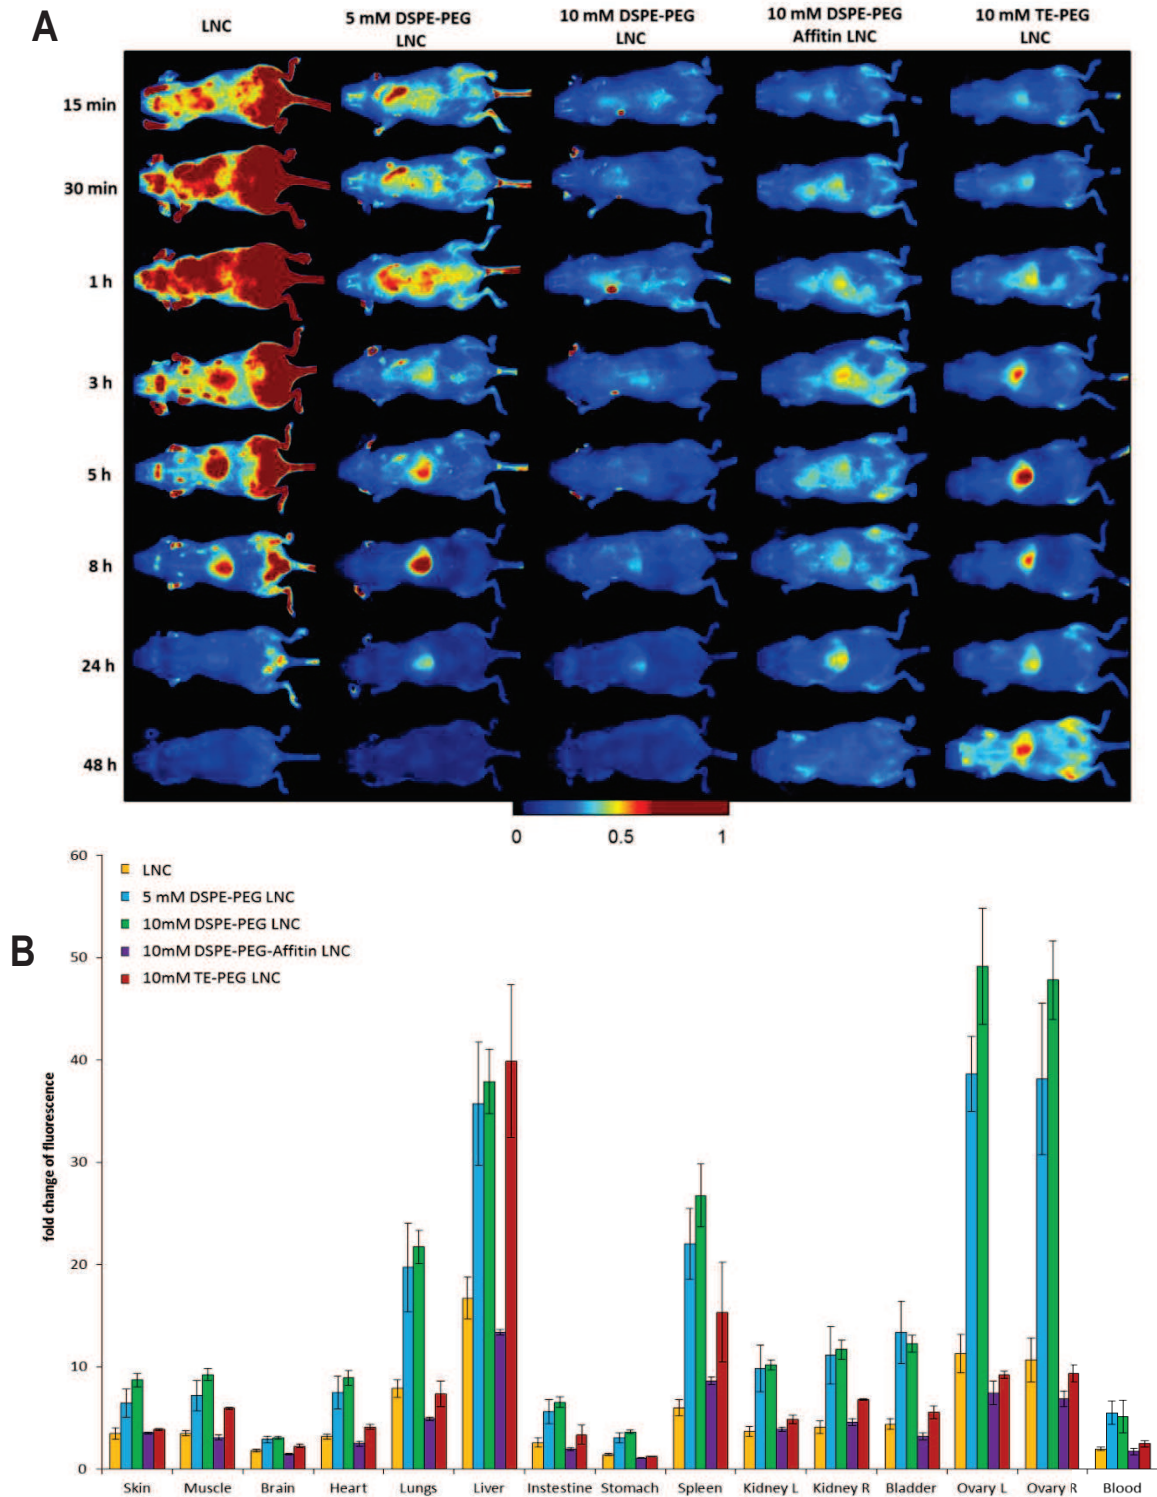 A
LNC
5 mM DSPE-PEG
LNC
10 mM DSPE-PEG
LNC
10 mM DSPE-PEG
Affitin LNC
10 mM TE-PEG
LNC
15 min
30 min
1 h
3 h
5 h
8 h
24 h
48 h
0 0.5 1
B
LNC
5 mM DSPE-PEG LNC
10mM DSPE-PEG LNC
10mM DSPE-PEG-Affitin LNC
10mM TE-PEG LNC
fold change of fluorescence
60
50
40
30
20
10
0
Skin Muscle Brain Heart Lungs Liver Instestine Stomach Spleen Kidney L Kidney R Bladder Ovary L Ovary R Blood